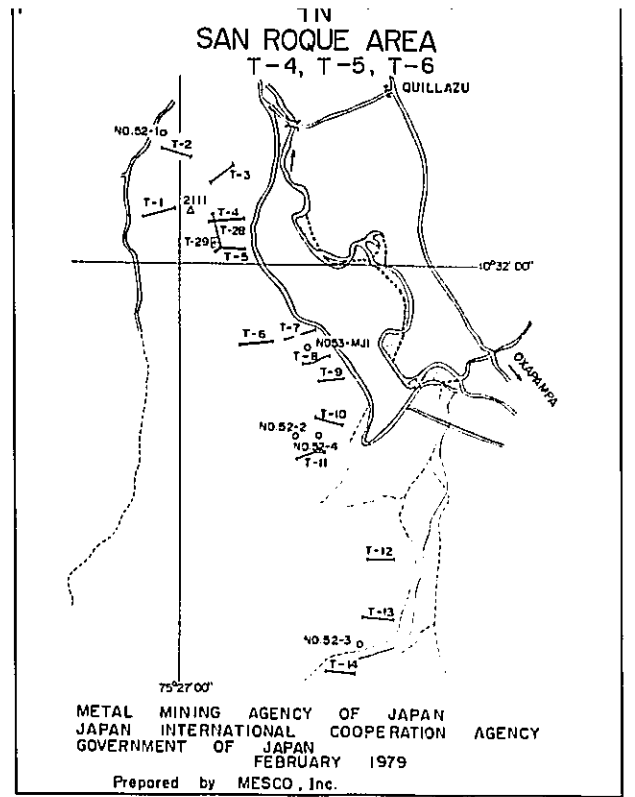 IN
SAN ROQUE AREA
T-4, T-5, T-6
QUILLAZU
NO.52-1
T-2
T-3
T-1
2111
T-4
T-28
T-29
T-5
10°32'00"
T-6
T-7
NO53-MJ1
T-8
T-9
OXAPAMPA
T-10
NO.52-2
NO.52-4
T-11
T-12
T-13
NO.52-3
T-14
75°27'00"
METAL MINING AGENCY OF JAPAN
JAPAN INTERNATIONAL COOPERATION AGENCY
GOVERNMENT OF JAPAN
FEBRUARY 1979
Prepared by MESCO, Inc.